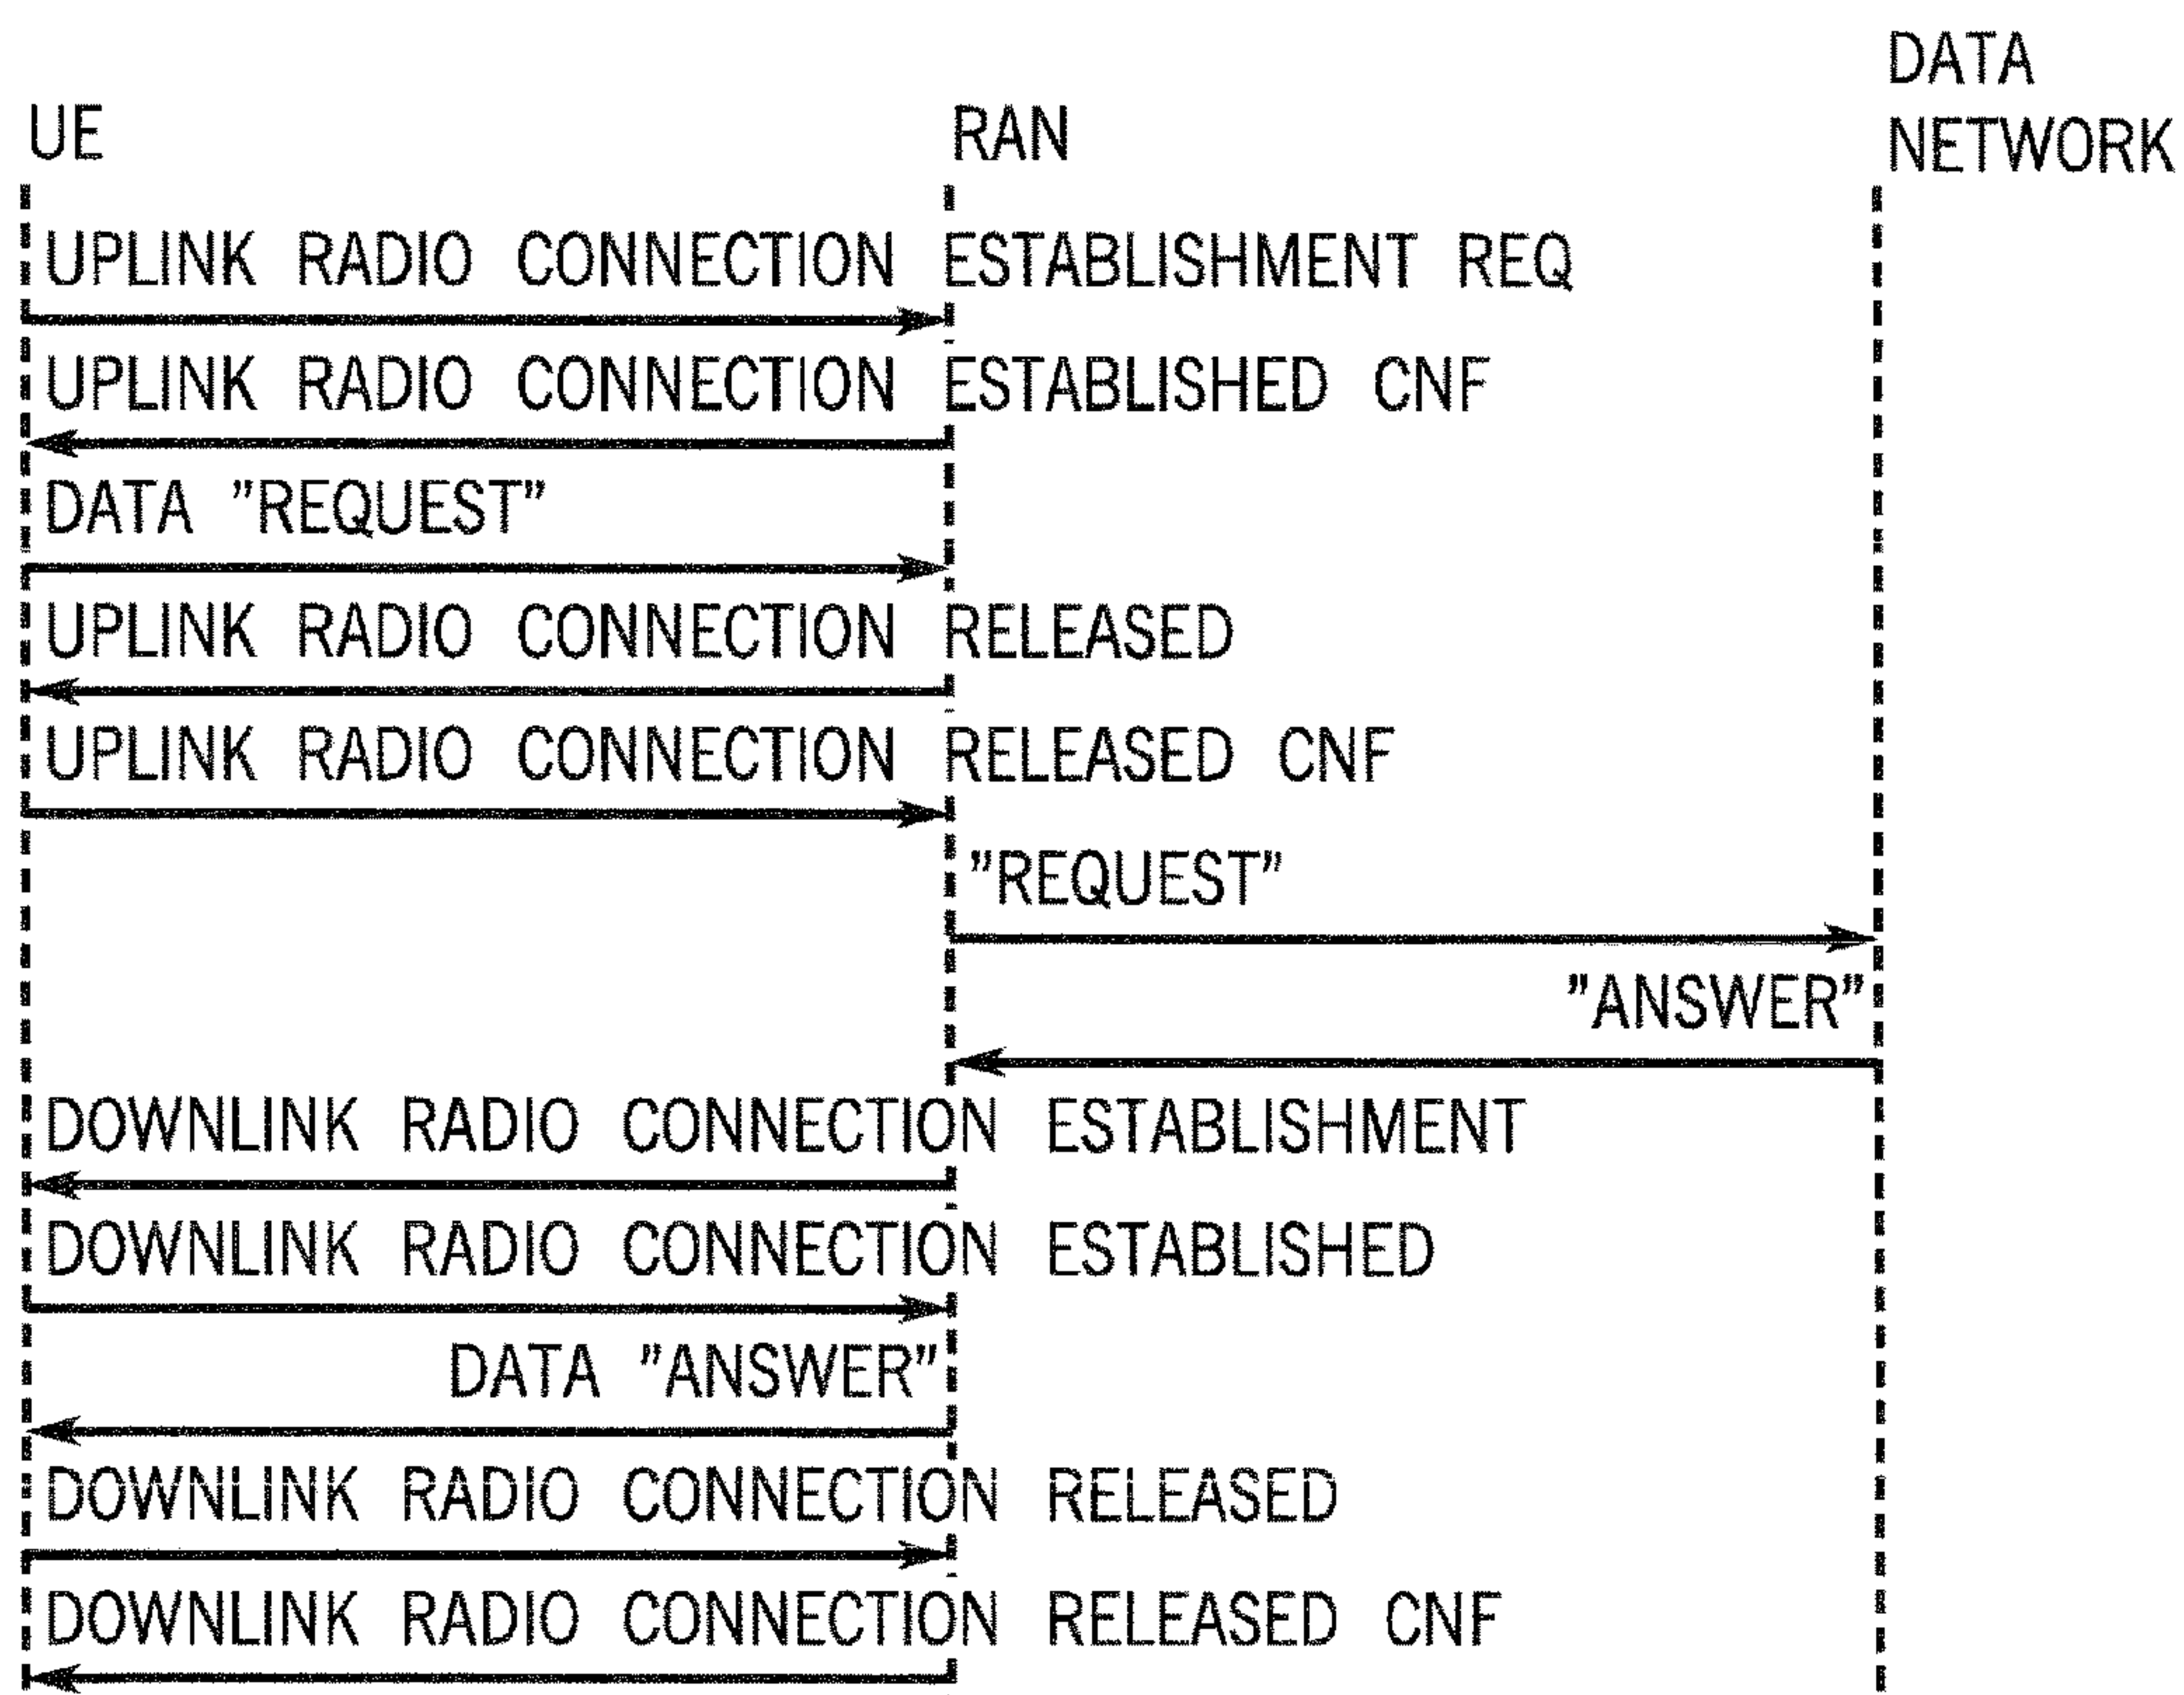 UE
RAN
DATA
NETWORK
UPLINK RADIO CONNECTION ESTABLISHMENT REQ
UPLINK RADIO CONNECTION ESTABLISHED CNF
DATA "REQUEST"
UPLINK RADIO CONNECTION RELEASED
UPLINK RADIO CONNECTION RELEASED CNF
"REQUEST"
"ANSWER"
DOWNLINK RADIO CONNECTION ESTABLISHMENT
DOWNLINK RADIO CONNECTION ESTABLISHED
DATA "ANSWER"
DOWNLINK RADIO CONNECTION RELEASED
DOWNLINK RADIO CONNECTION RELEASED CNF